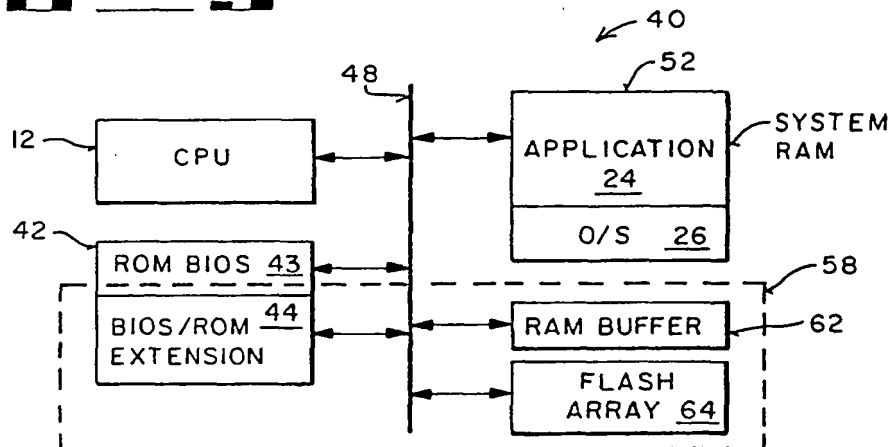 40
52
48
12
CPU
APPLICATION
24
SYSTEM
RAM
42
O/S 26
ROM BIOS 43
58
44
BIOS/ROM
EXTENSION
RAM BUFFER
62
FLASH
ARRAY 64